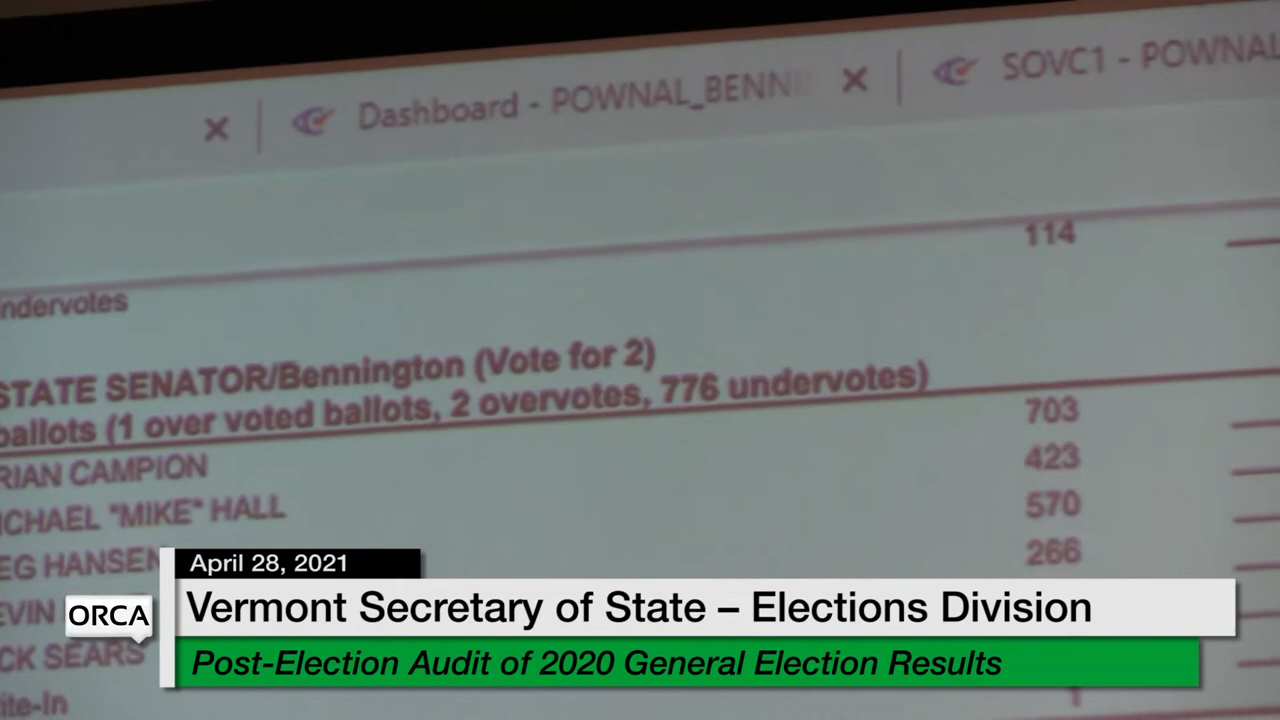 Dashboard - POWNAL_BENN
SOVC1 - POWNAL
114
ndervotes
STATE SENATOR/Bennington (Vote for 2)
ballots (1 over voted ballots, 2 overvotes, 776 undervotes)
RIAN CAMPION 703
ICHAEL "MIKE" HALL 423
EG HANSEN 570
EVIN 266
CK SEARS
ite-In 1
ORCA
April 28, 2021
Vermont Secretary of State – Elections Division
Post-Election Audit of 2020 General Election Results